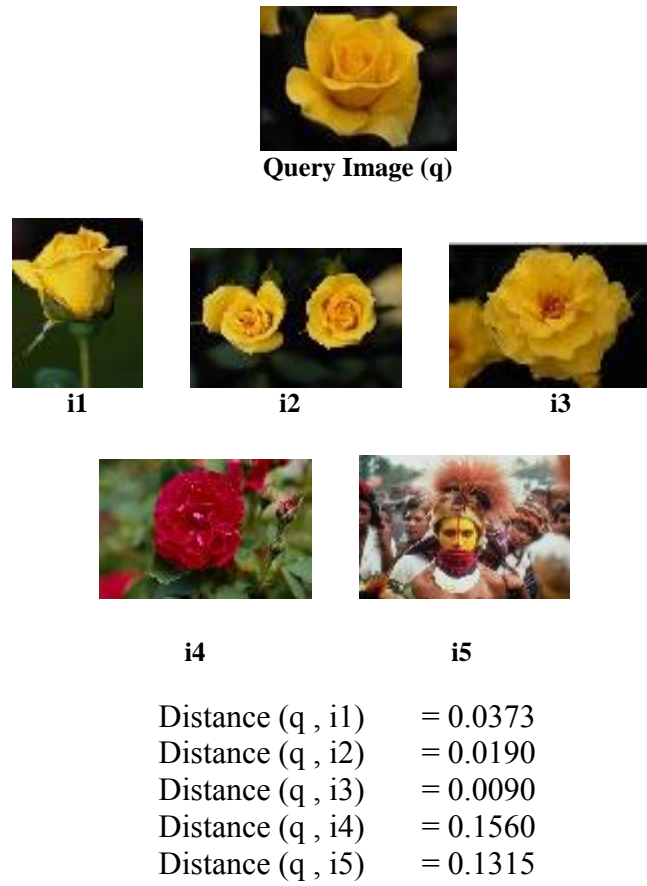 Query Image (q)
i1 i2 i3
i4 i5
Distance (q , i1) = 0.0373
Distance (q , i2) = 0.0190
Distance (q , i3) = 0.0090
Distance (q , i4) = 0.1560
Distance (q , i5) = 0.1315